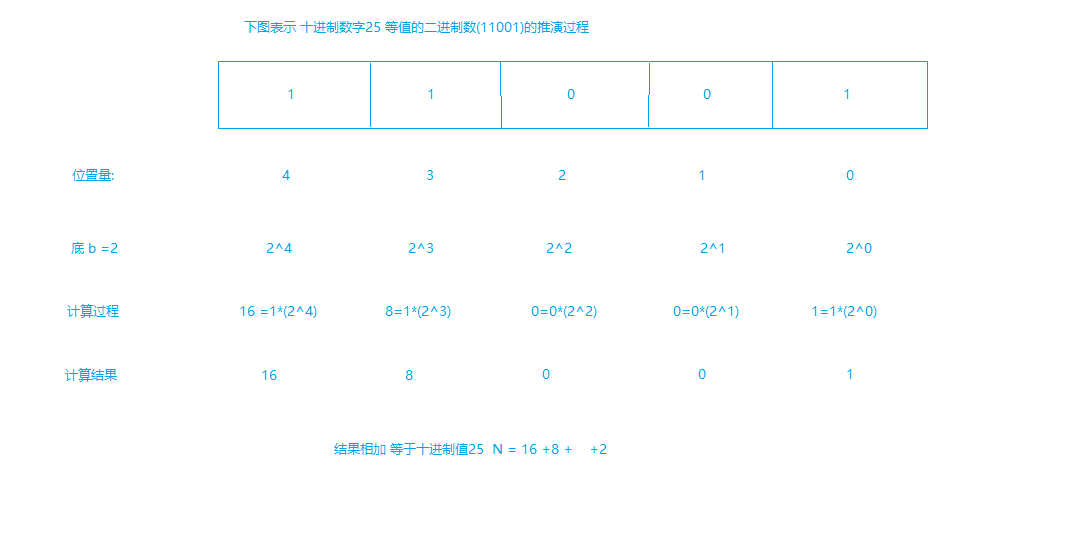 下图表示 十进制数字25 等值的二进制数(11001)的推演过程
1 1 0 0 1
位置量: 4 3 2 1 0
底 b =2 2^4 2^3 2^2 2^1 2^0
计算过程 16 =1*(2^4) 8=1*(2^3) 0=0*(2^2) 0=0*(2^1) 1=1*(2^0)
计算结果 16 8 0 0 1
结果相加 等于十进制值25 N = 16 +8 + +2